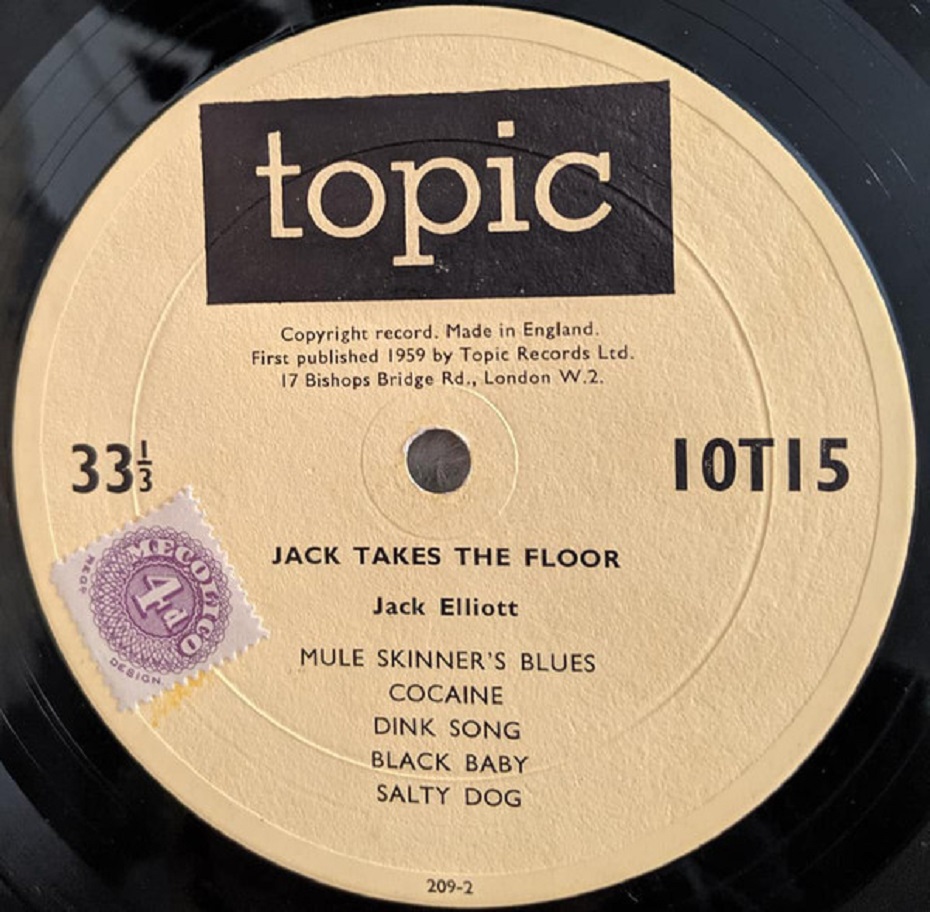 topic
Copyright record. Made in England.
First published 1959 by Topic Records Ltd.
17 Bishops Bridge Rd., London W.2.
33⅓
10T15
MECOLICO
4d
REGD
DESIGN.
JACK TAKES THE FLOOR
Jack Elliott
MULE SKINNER'S BLUES
COCAINE
DINK SONG
BLACK BABY
SALTY DOG
209-2